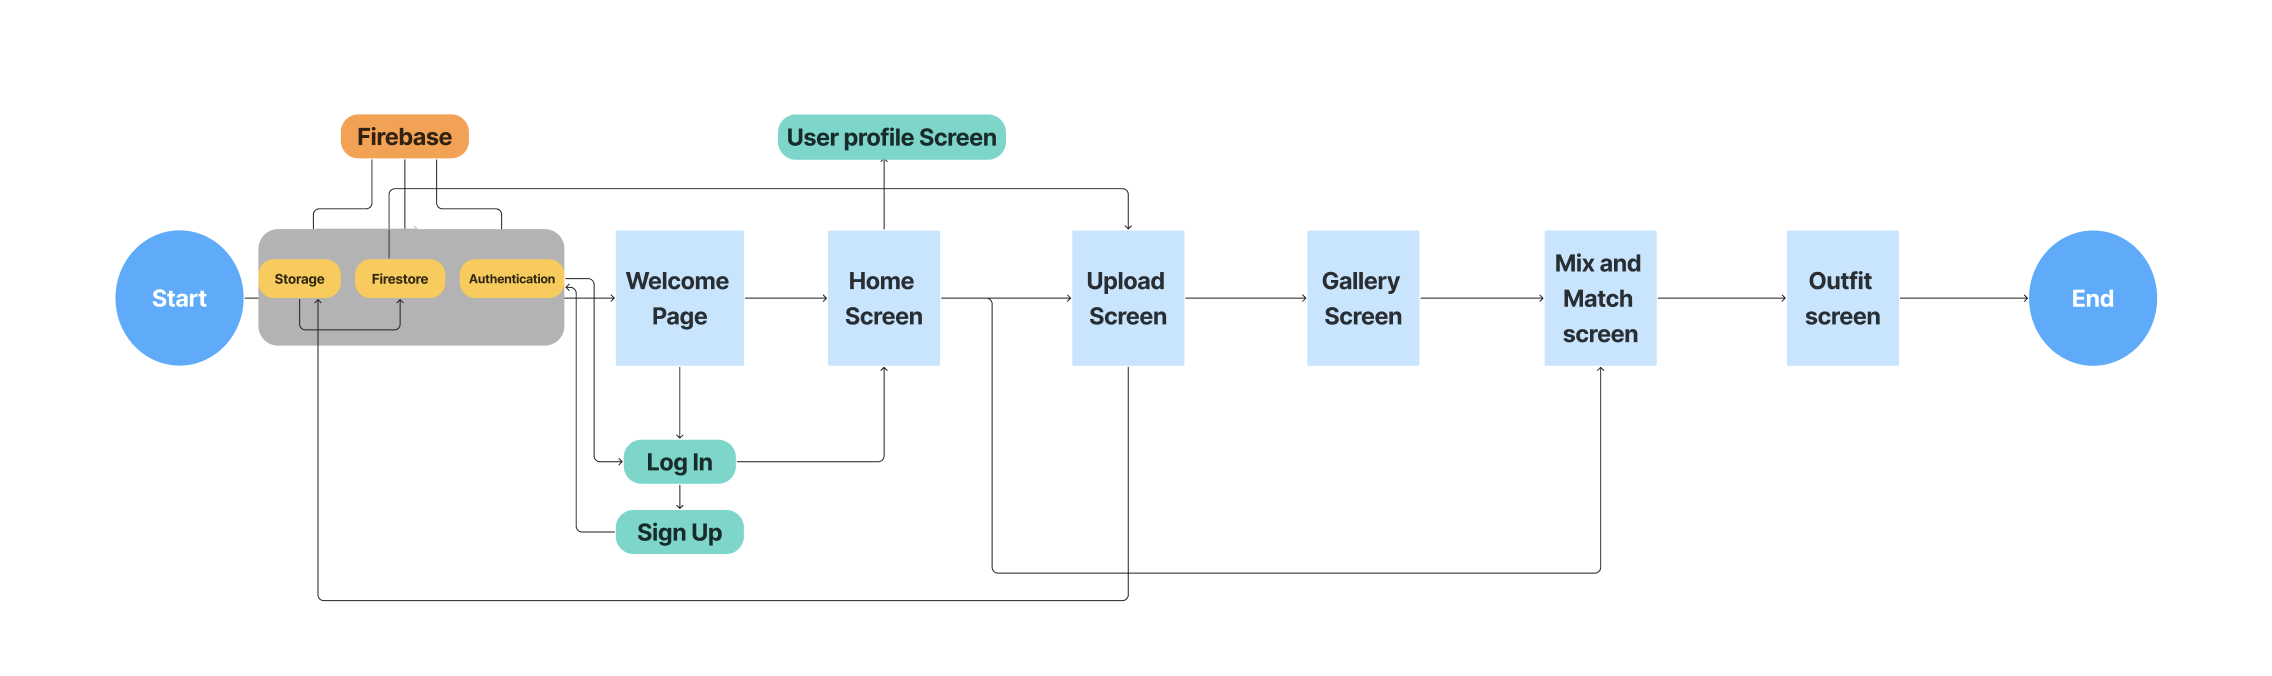 Firebase
User profile Screen
Start
Storage
Firestore
Authentication
Welcome
Page
Home
Screen
Upload
Screen
Gallery
Screen
Mix and
Match
screen
Outfit
screen
End
Log In
Sign Up